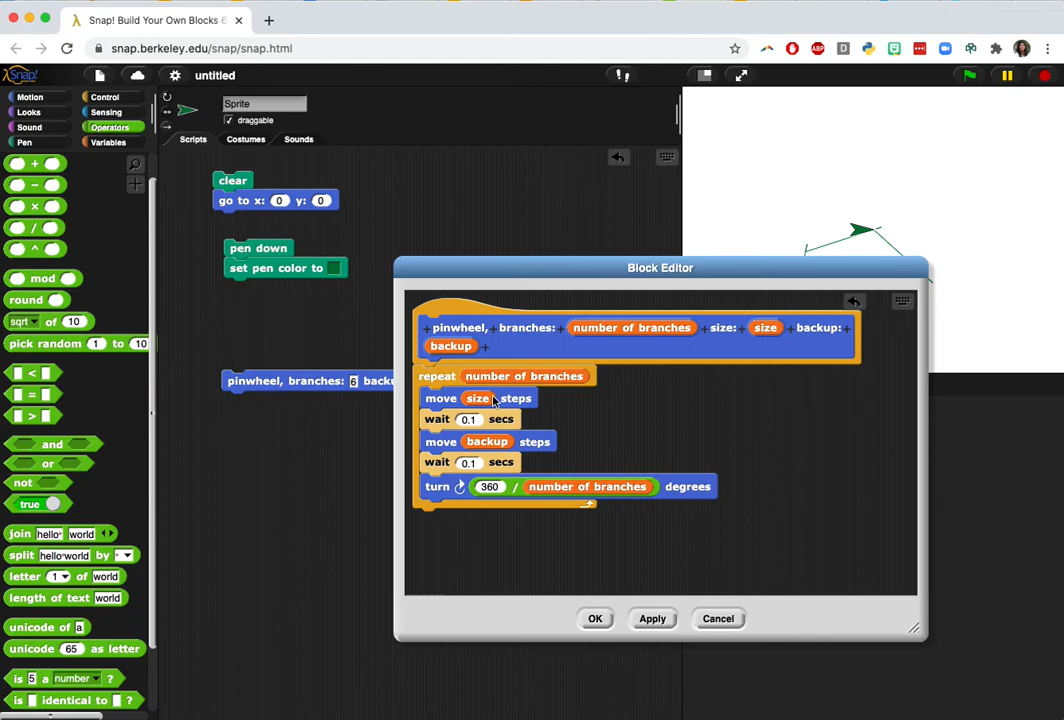 Snap! Build Your Own Blocks 6
snap.berkeley.edu/snap/snap.html
Snap! untitled
Motion Control
Looks Sensing
Sound Operators
Pen Variables
Sprite
draggable
Scripts Costumes Sounds
+
−
×
/
^
mod
round
sqrt of 10
pick random 1 to 10
<
=
>
and
or
not
true
join hello world
split hello world by
letter 1 of world
length of text world
unicode of a
unicode 65 as letter
is 5 a number ?
is identical to ?
clear
go to x: 0 y: 0
pen down
set pen color to
pinwheel, branches: 6 backu
Block Editor
+ pinwheel, + branches: + number of branches + size: + size + backup: +
backup +
repeat number of branches
move size steps
wait 0.1 secs
move backup steps
wait 0.1 secs
turn 360 / number of branches degrees
OK Apply Cancel